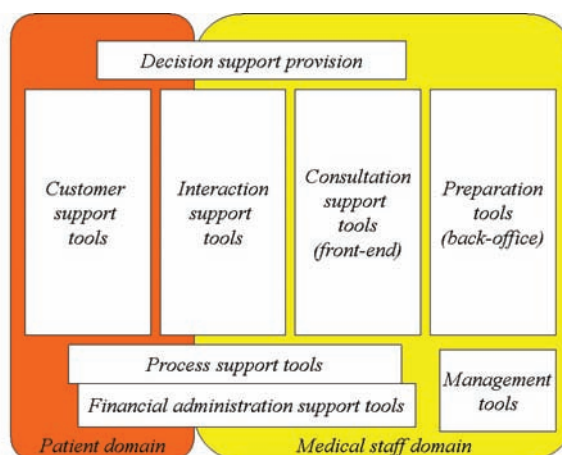 Decision support provision
Customer
support
tools
Interaction
support
tools
Consultation
support
tools
(front-end)
Preparation
tools
(back-office)
Process support tools
Financial administration support tools
Management
tools
Patient domain
Medical staff domain